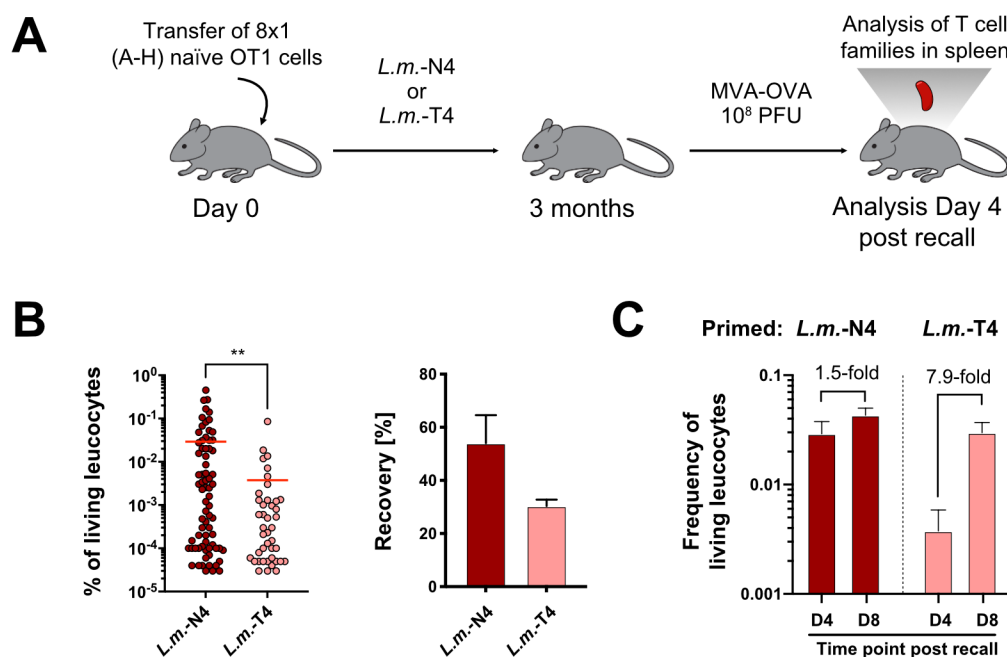 A
Transfer of 8x1
(A-H) naïve OT1 cells
L.m.-N4
or
L.m.-T4
MVA-OVA
10⁸ PFU
Analysis of T cell
families in spleen
Day 0
3 months
Analysis Day 4
post recall
B
% of living leucocytes
10⁰
10⁻¹
10⁻²
10⁻³
10⁻⁴
10⁻⁵
**
L.m.-N4
L.m.-T4
Recovery [%]
80
60
40
20
0
L.m.-N4
L.m.-T4
C
Primed: L.m.-N4 L.m.-T4
Frequency of
living leucocytes
0.1
0.01
0.001
1.5-fold
7.9-fold
D4 D8 D4 D8
Time point post recall